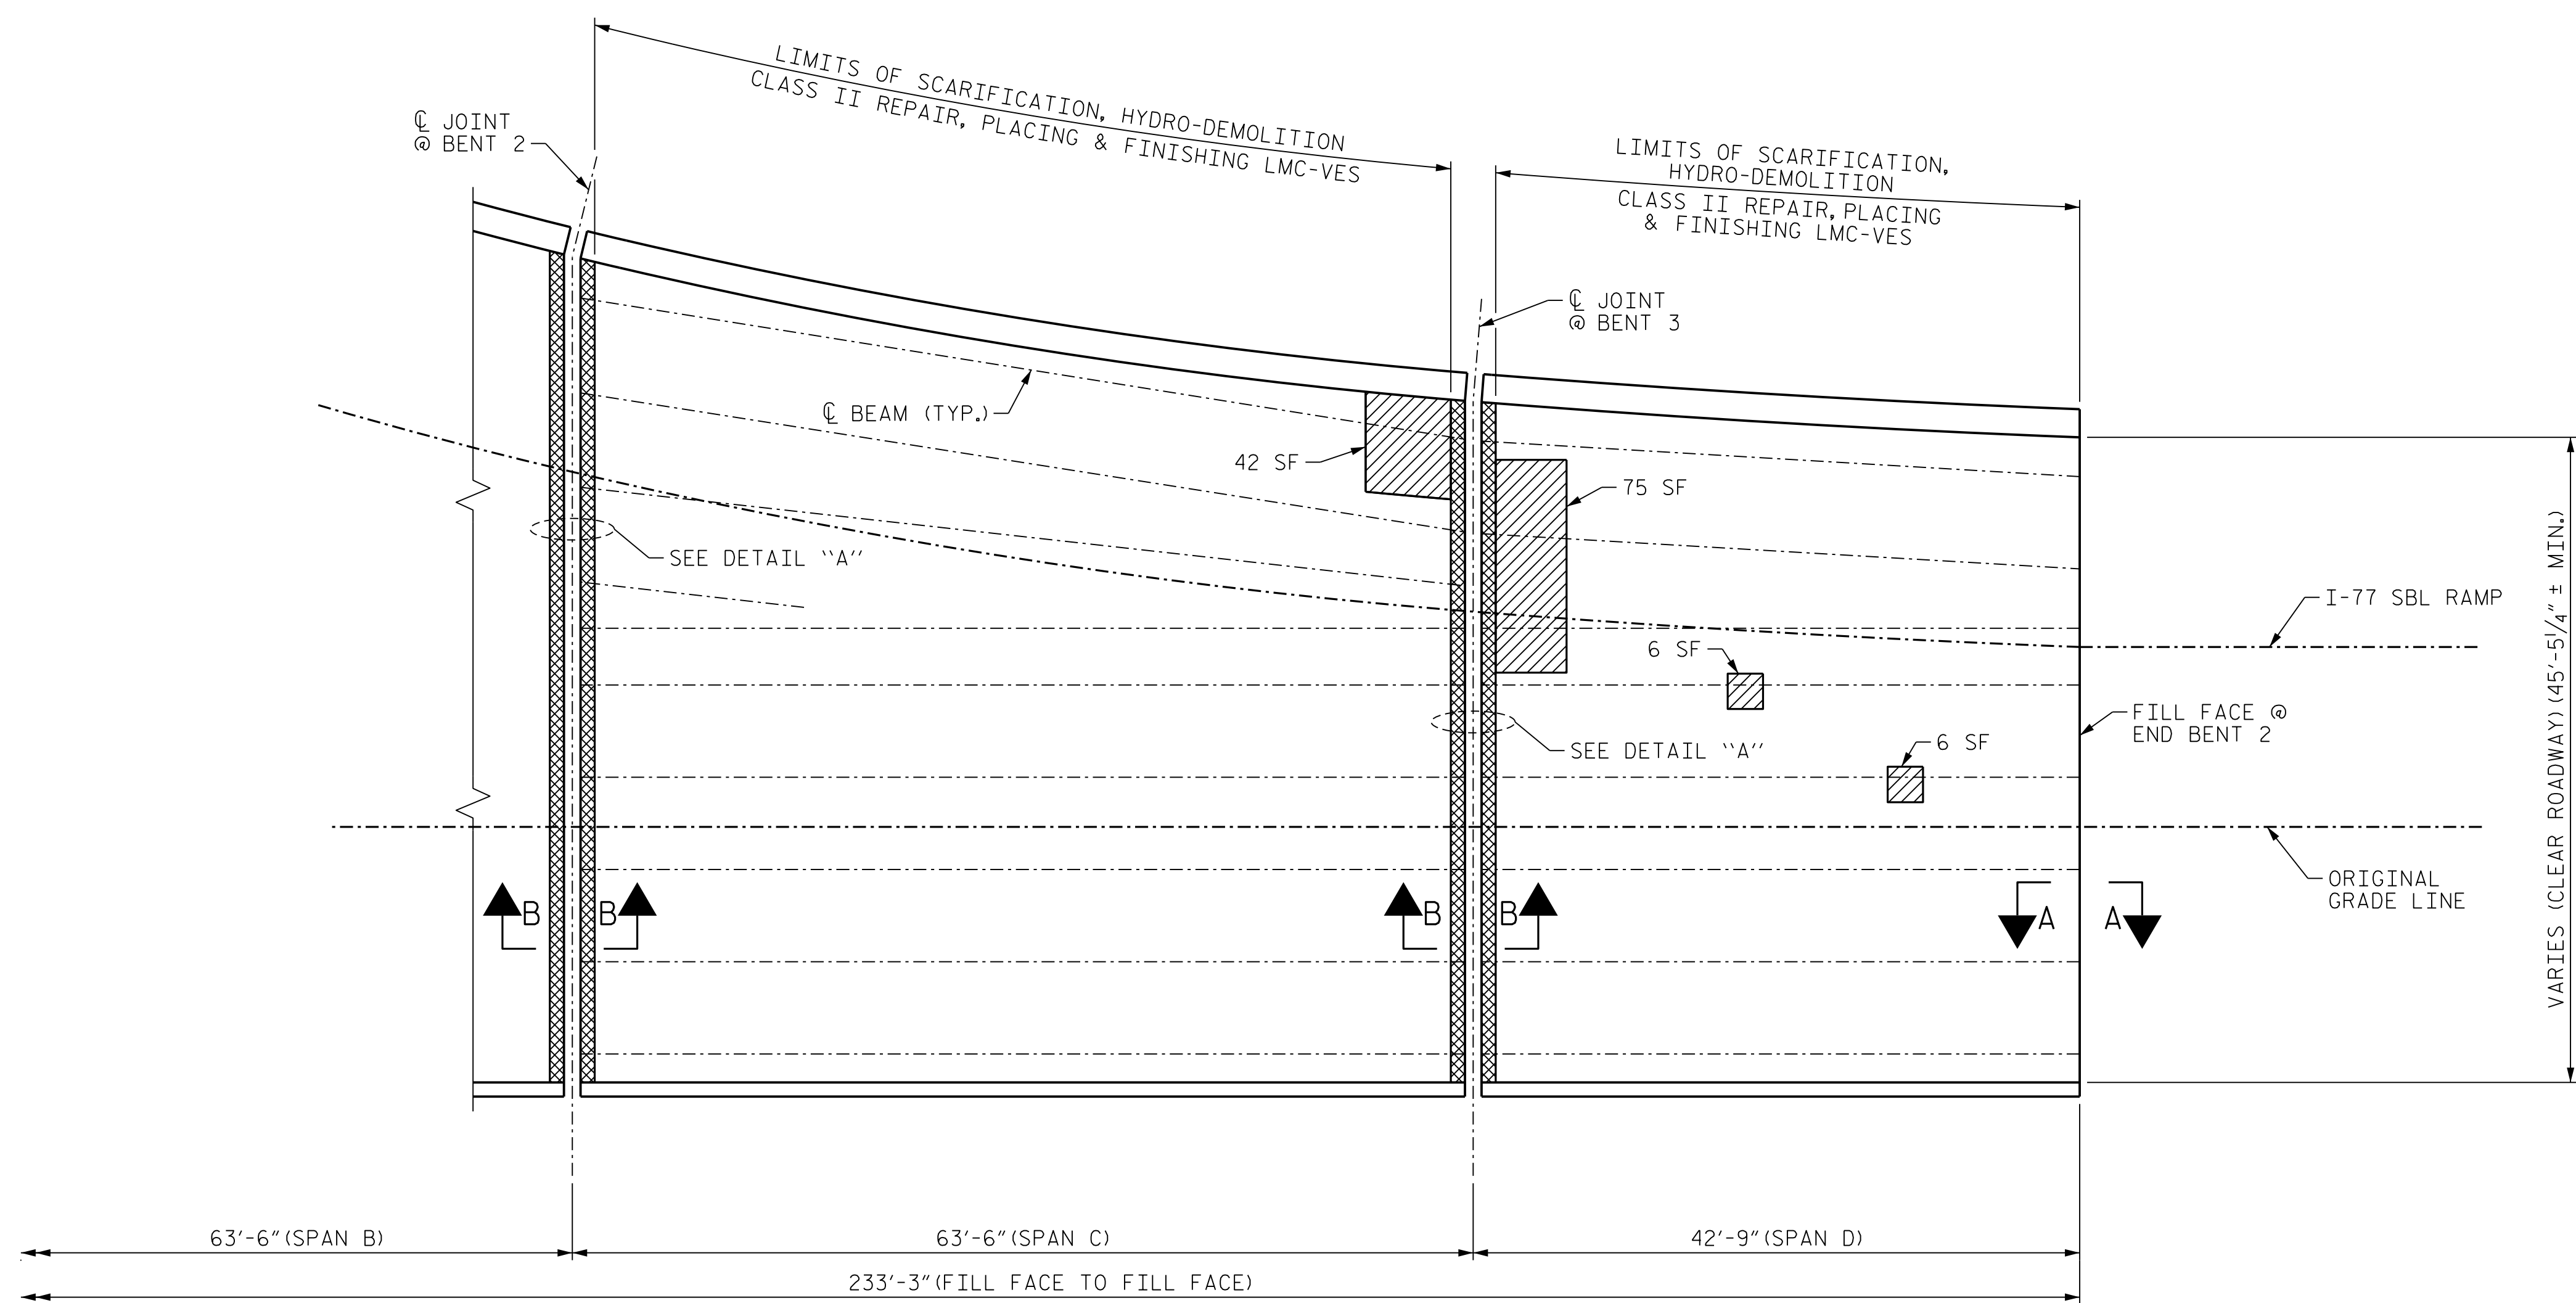 LIMITS OF SCARIFICATION, HYDRO-DEMOLITION
CLASS II REPAIR, PLACING & FINISHING LMC-VES
℄ JOINT
@ BENT 2
LIMITS OF SCARIFICATION,
HYDRO-DEMOLITION
CLASS II REPAIR, PLACING
& FINISHING LMC-VES
℄ JOINT
@ BENT 3
℄ BEAM (TYP.)
42 SF
75 SF
SEE DETAIL "A"
I-77 SBL RAMP
6 SF
FILL FACE @
END BENT 2
6 SF
SEE DETAIL "A"
VARIES (CLEAR ROADWAY) (45'-5¼" ± MIN.)
ORIGINAL
GRADE LINE
B B B B A A
63'-6" (SPAN B)
63'-6" (SPAN C)
42'-9" (SPAN D)
233'-3" (FILL FACE TO FILL FACE)